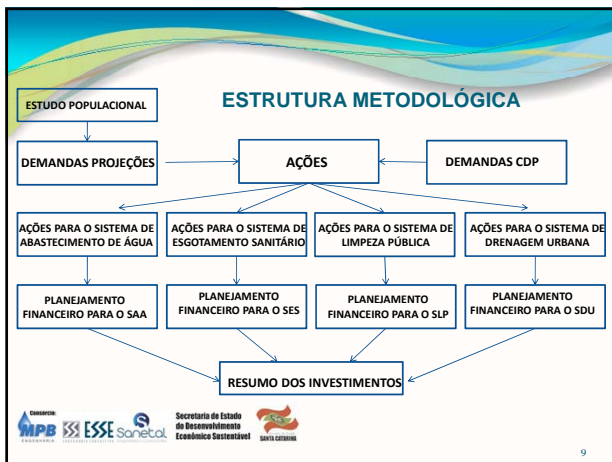 ESTRUTURA METODOLÓGICA
ESTUDO POPULACIONAL
DEMANDAS PROJEÇÕES
AÇÕES
DEMANDAS CDP
AÇÕES PARA O SISTEMA DE
ABASTECIMENTO DE ÁGUA
AÇÕES PARA O SISTEMA DE
ESGOTAMENTO SANITÁRIO
AÇÕES PARA O SISTEMA DE
LIMPEZA PÚBLICA
AÇÕES PARA O SISTEMA DE
DRENAGEM URBANA
PLANEJAMENTO
FINANCEIRO PARA O SAA
PLANEJAMENTO
FINANCEIRO PARA O SES
PLANEJAMENTO
FINANCEIRO PARA O SLP
PLANEJAMENTO
FINANCEIRO PARA O SDU
RESUMO DOS INVESTIMENTOS
Consorcio:
MPB
ENGENHARIA
ESSE
Sanetal
Secretaria de Estado
do Desenvolvimento
Econômico Sustentável
SANTA CATARINA
9